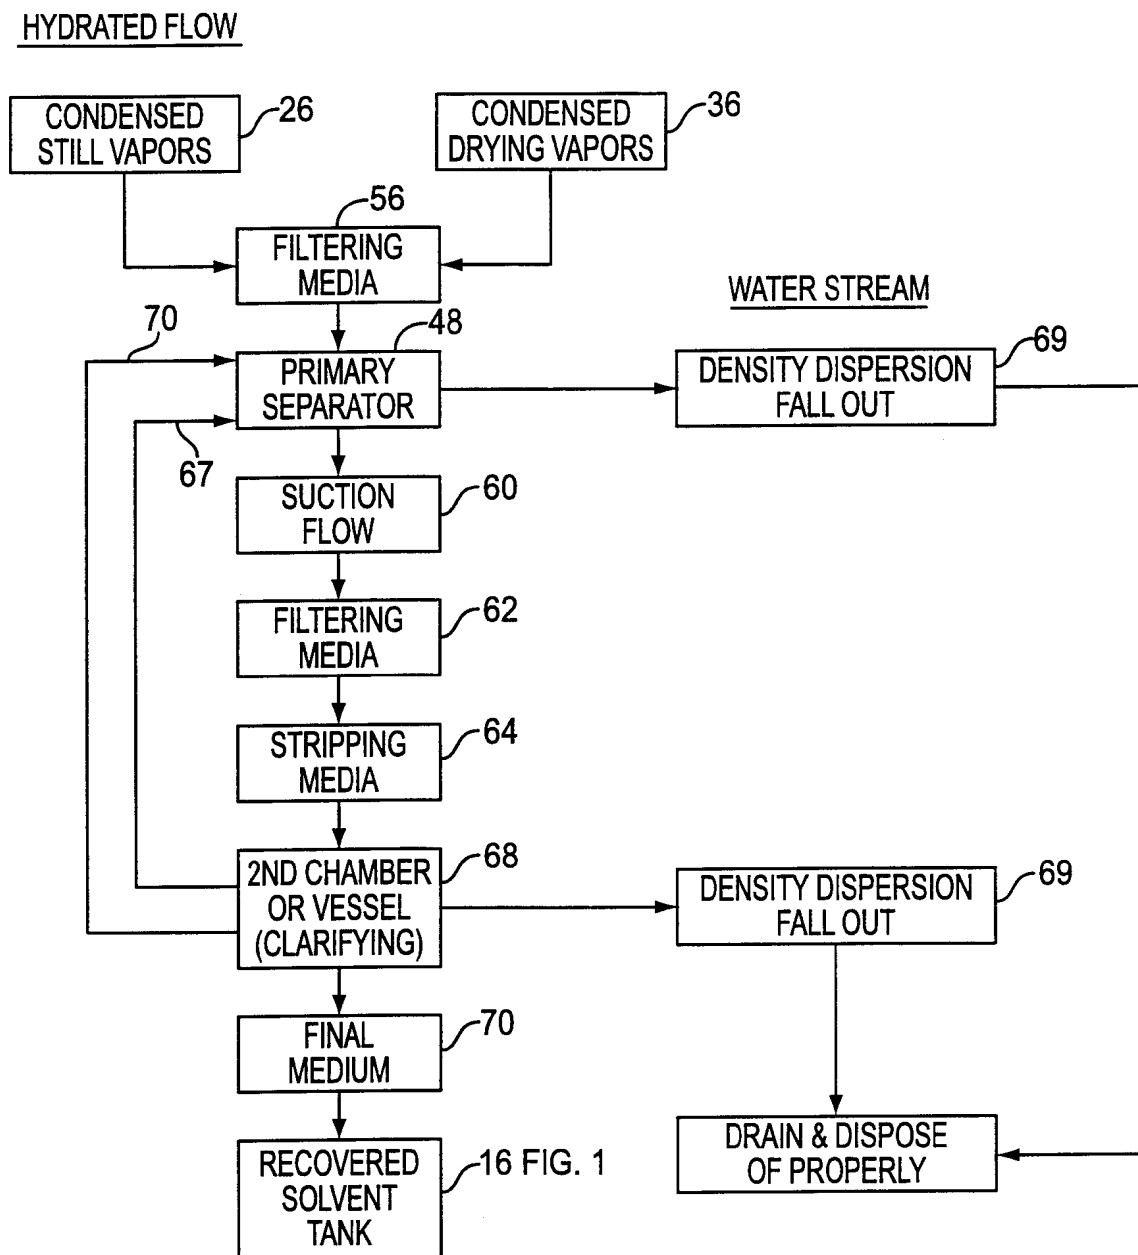 HYDRATED FLOW
CONDENSED
STILL VAPORS
26
CONDENSED
DRYING VAPORS
36
56
FILTERING
MEDIA
WATER STREAM
70
48
PRIMARY
SEPARATOR
69
DENSITY DISPERSION
FALL OUT
67
SUCTION
FLOW
60
FILTERING
MEDIA
62
STRIPPING
MEDIA
64
2ND CHAMBER
OR VESSEL
(CLARIFYING)
68
DENSITY DISPERSION
FALL OUT
69
FINAL
MEDIUM
70
RECOVERED
SOLVENT
TANK
16 FIG. 1
DRAIN & DISPOSE
OF PROPERLY